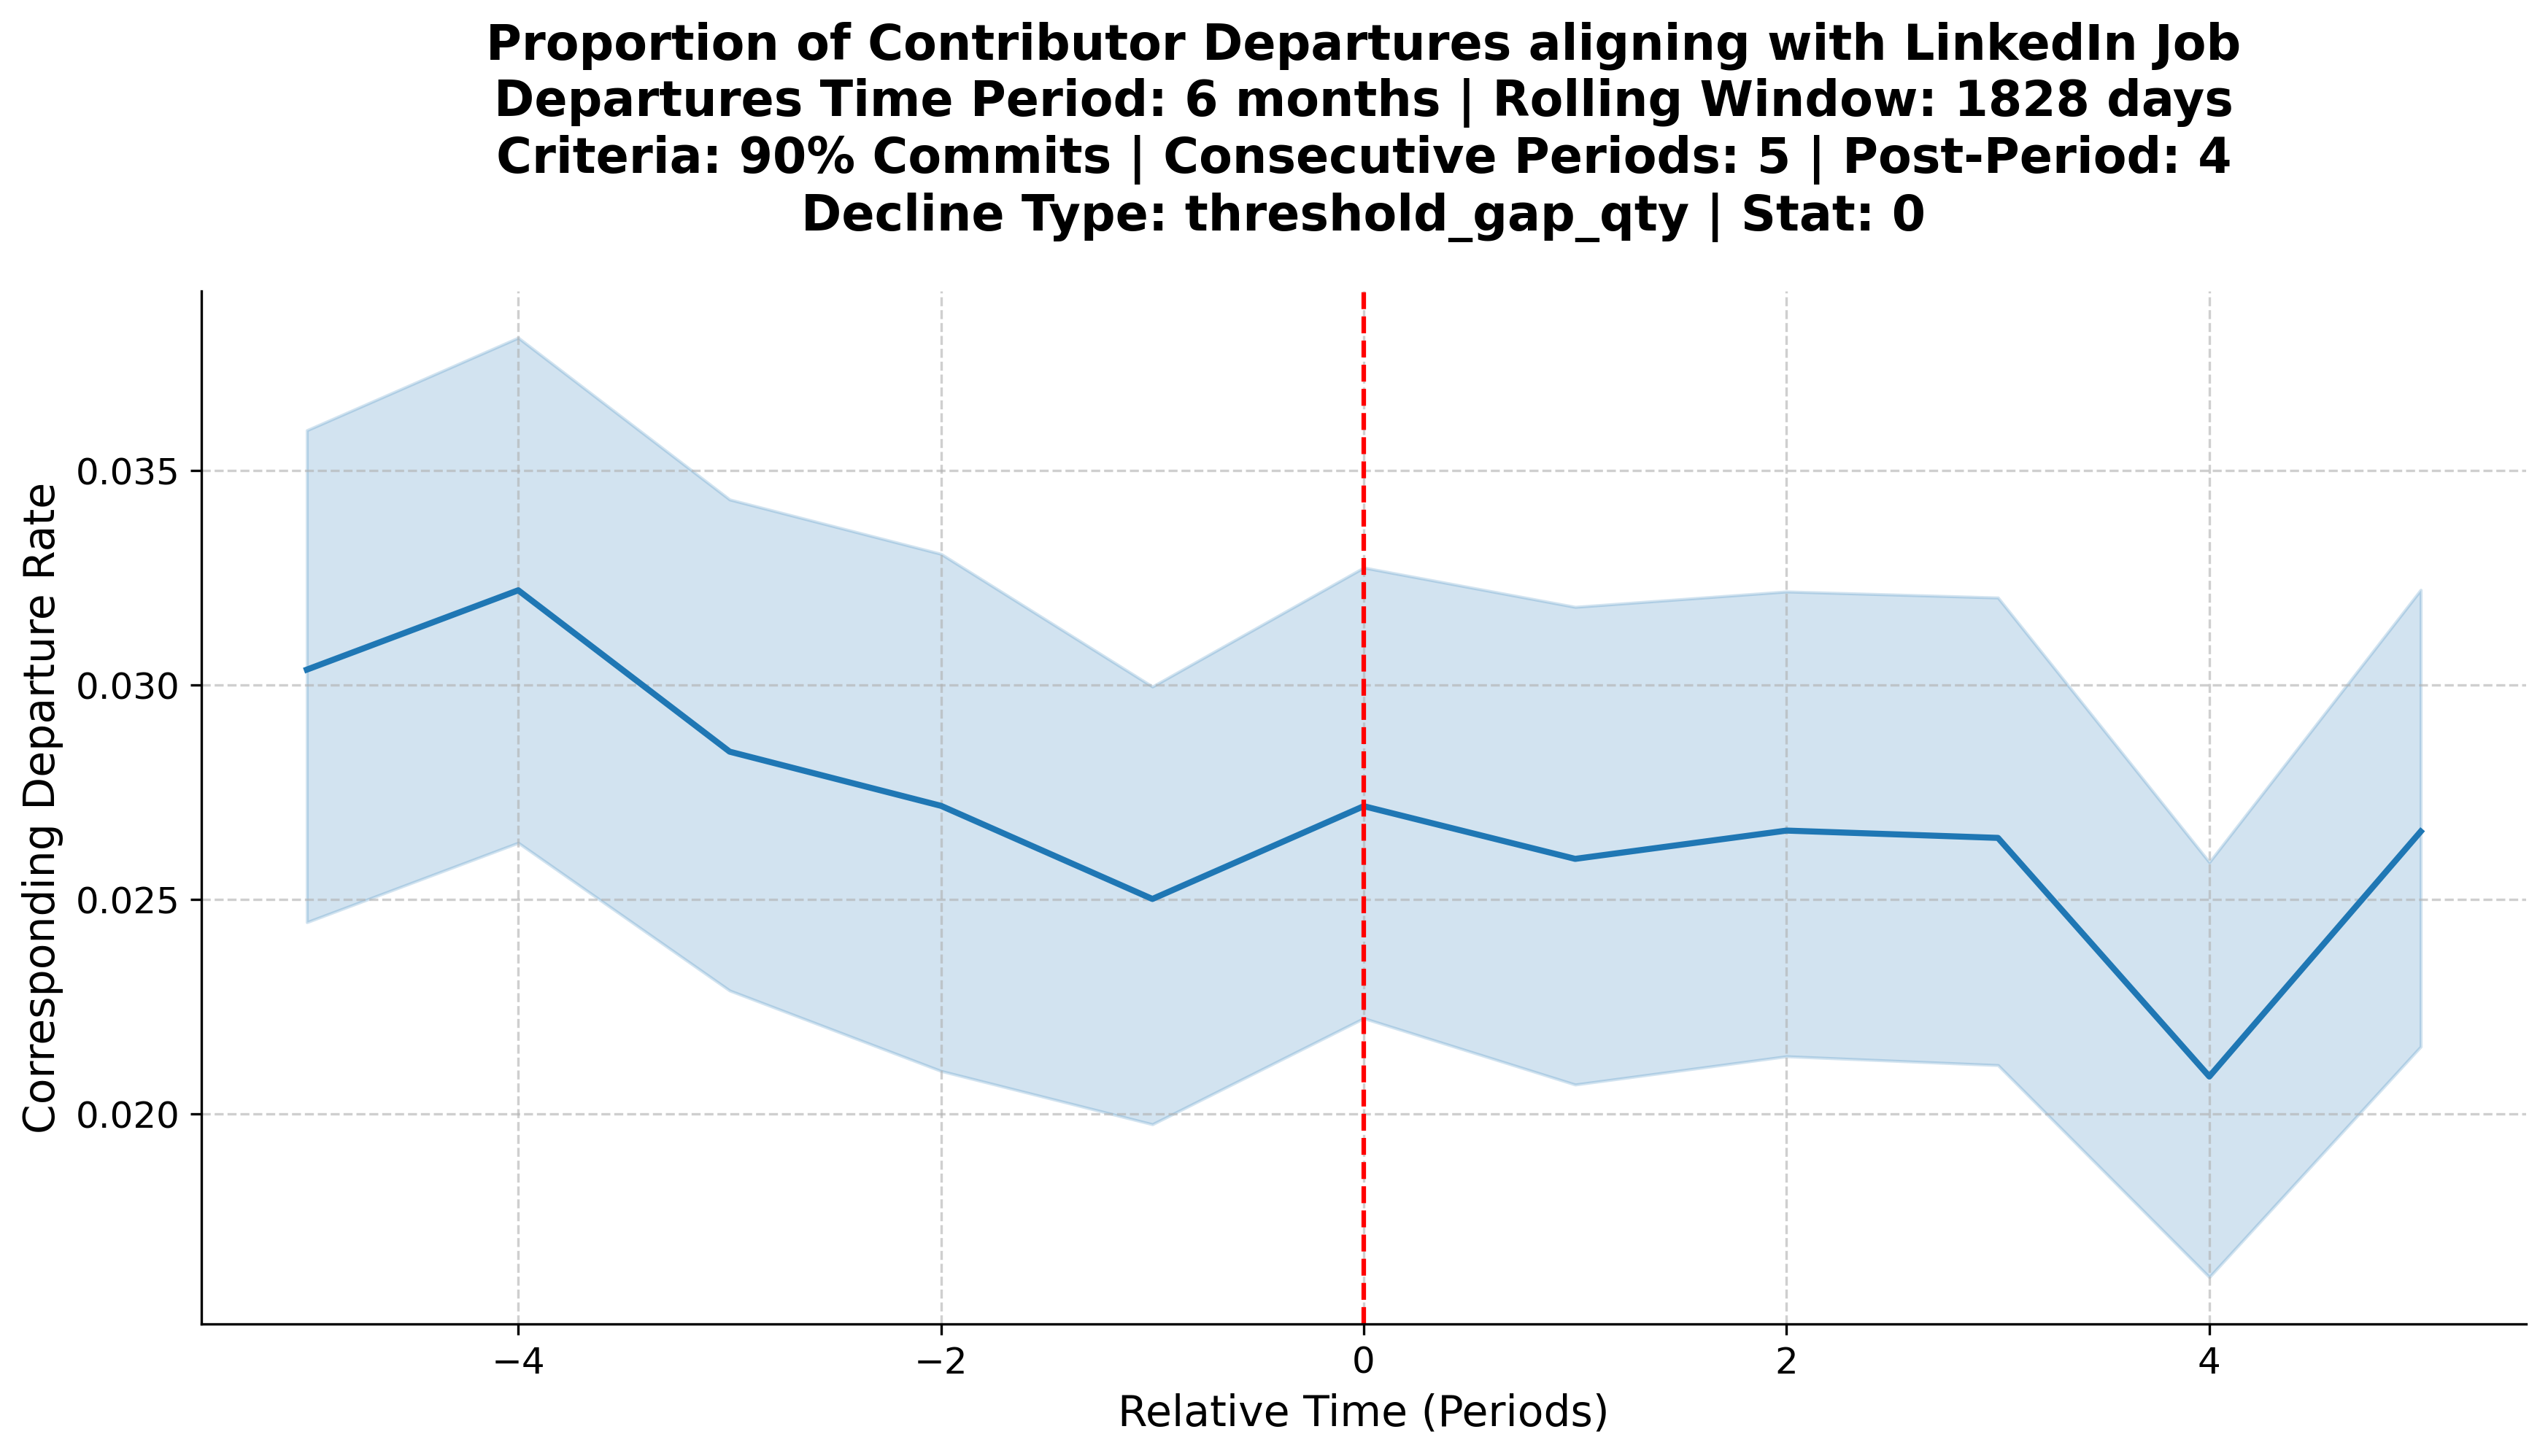 Proportion of Contributor Departures aligning with LinkedIn Job
Departures Time Period: 6 months | Rolling Window: 1828 days
Criteria: 90% Commits | Consecutive Periods: 5 | Post-Period: 4
Decline Type: threshold_gap_qty | Stat: 0
Corresponding Departure Rate
0.035
0.030
0.025
0.020
−4
−2
0
2
4
Relative Time (Periods)